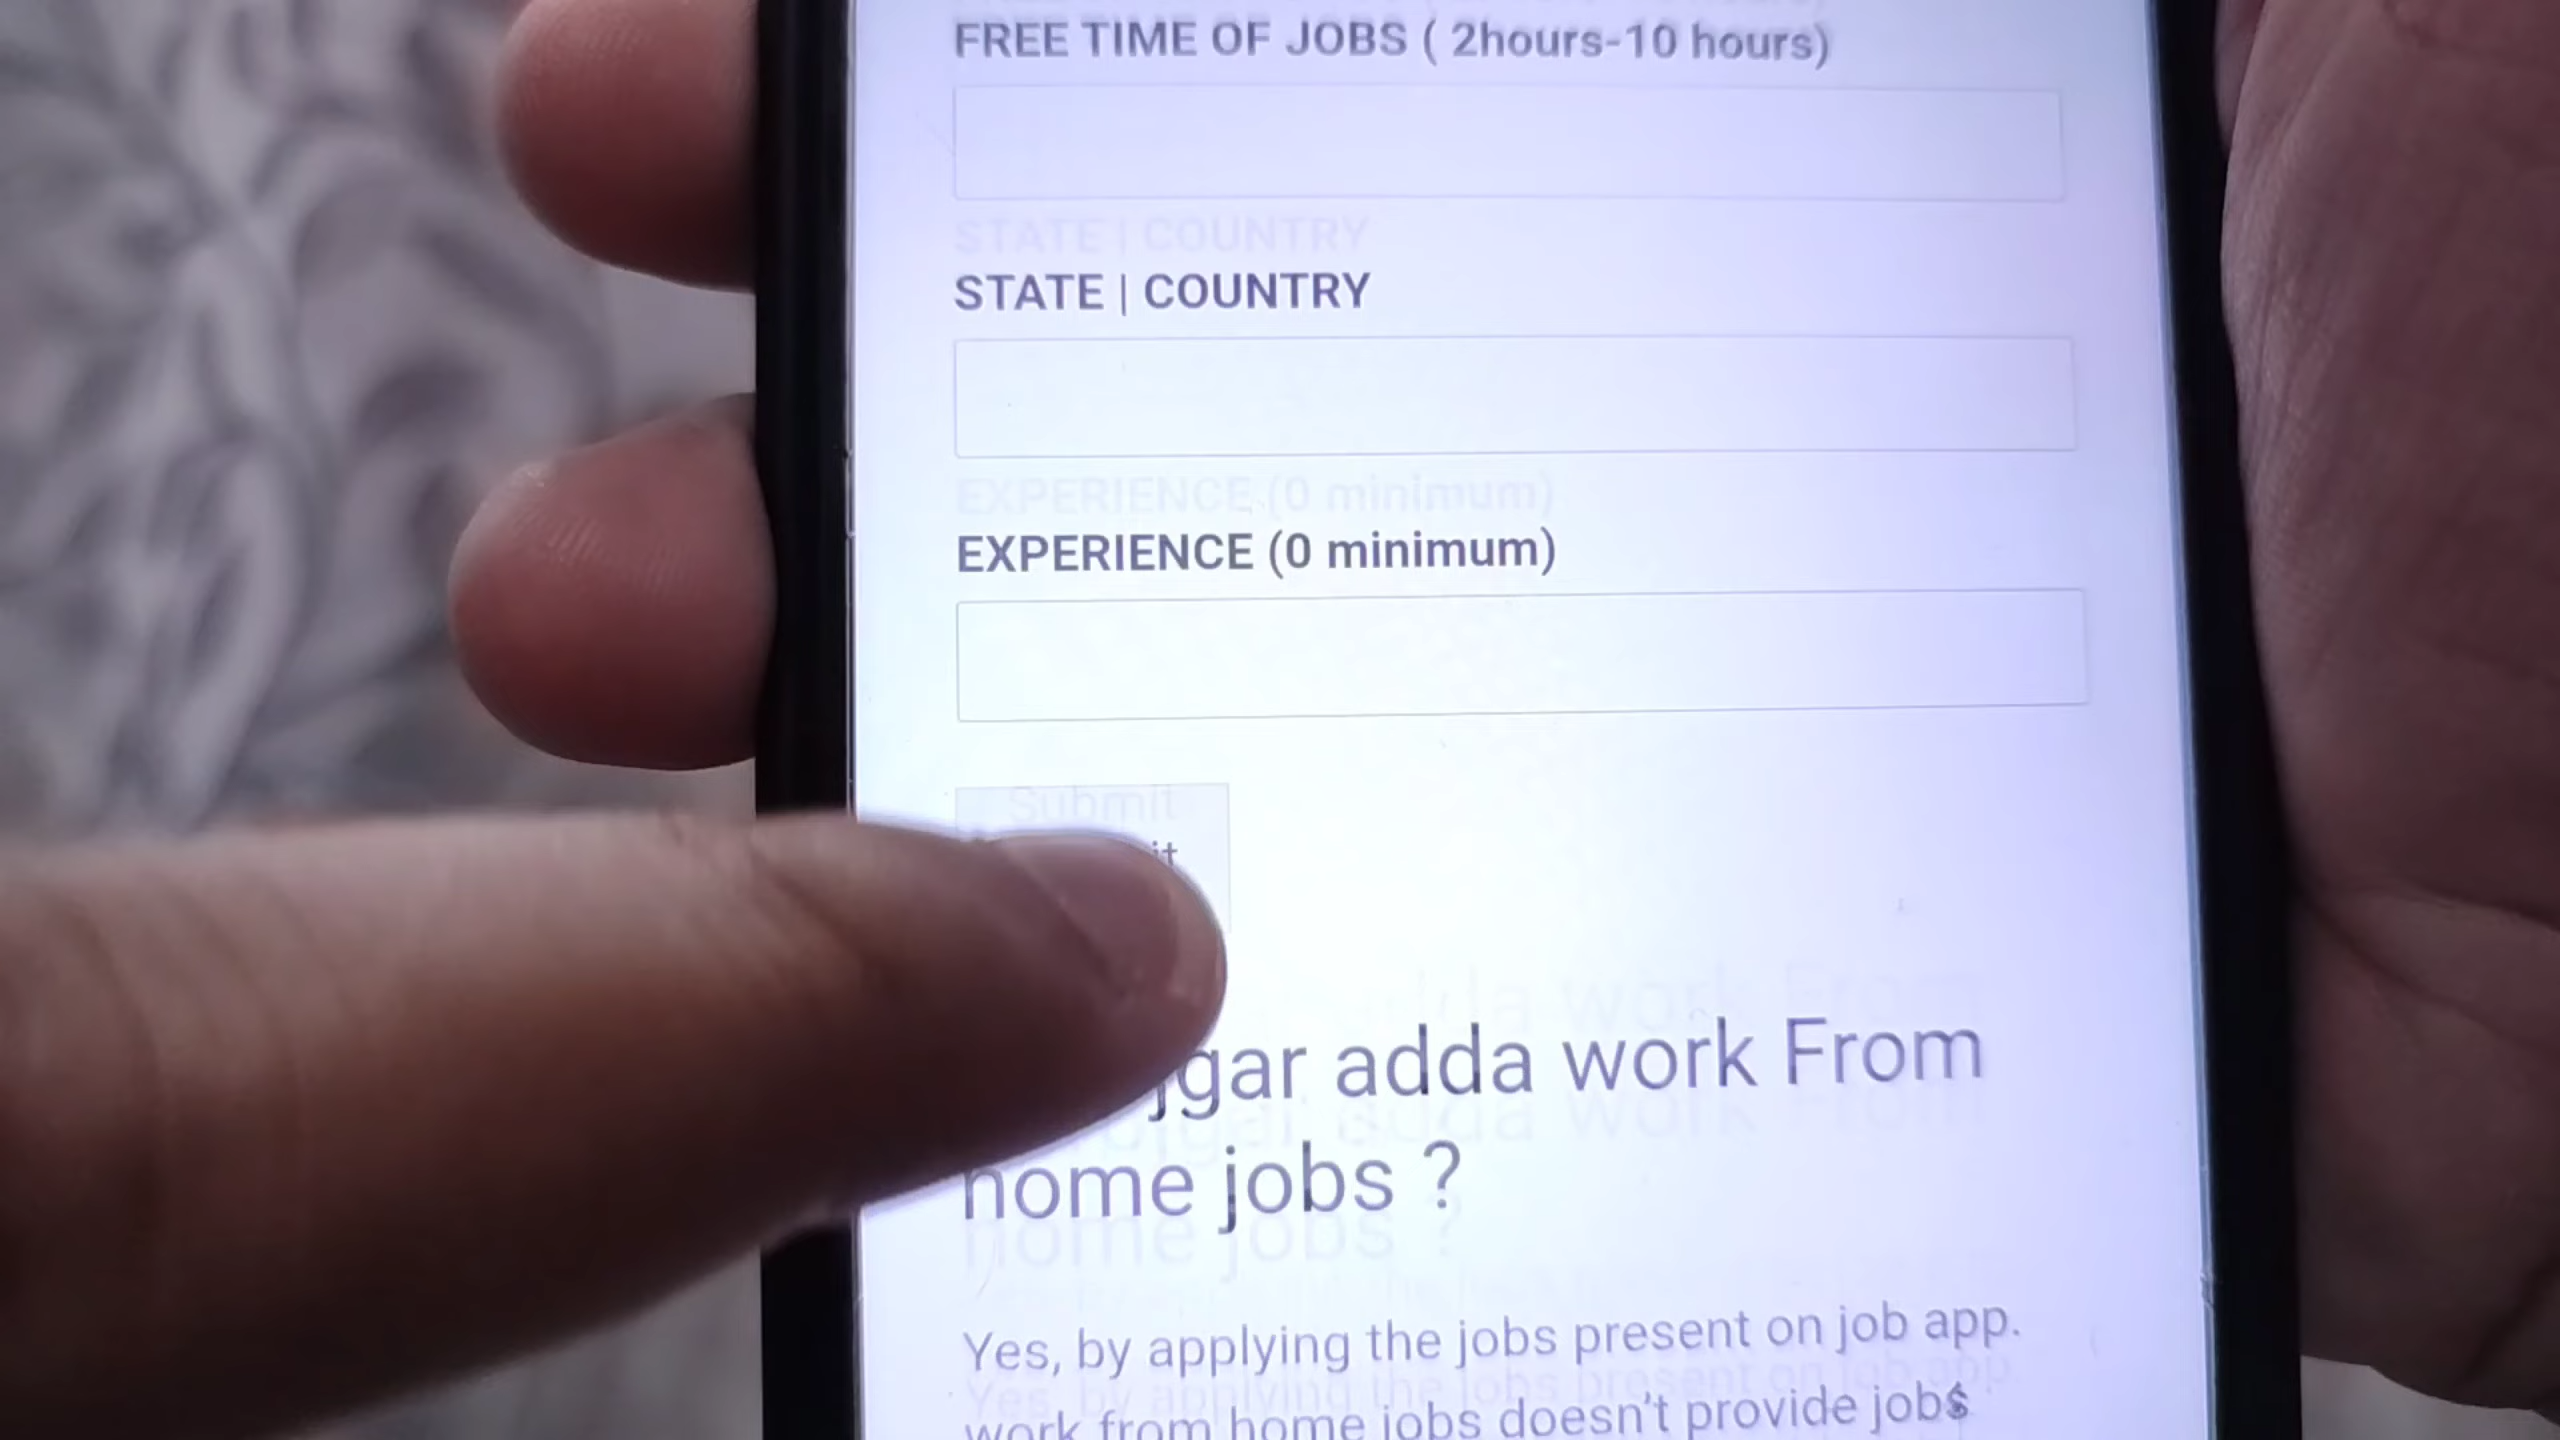 FREE TIME OF JOBS ( 2hours-10 hours)
STATE | COUNTRY
EXPERIENCE (0 minimum)
Submit
adda work From
home jobs ?
Yes, by applying the jobs present on job app.
work from home jobs doesn't provide jobs